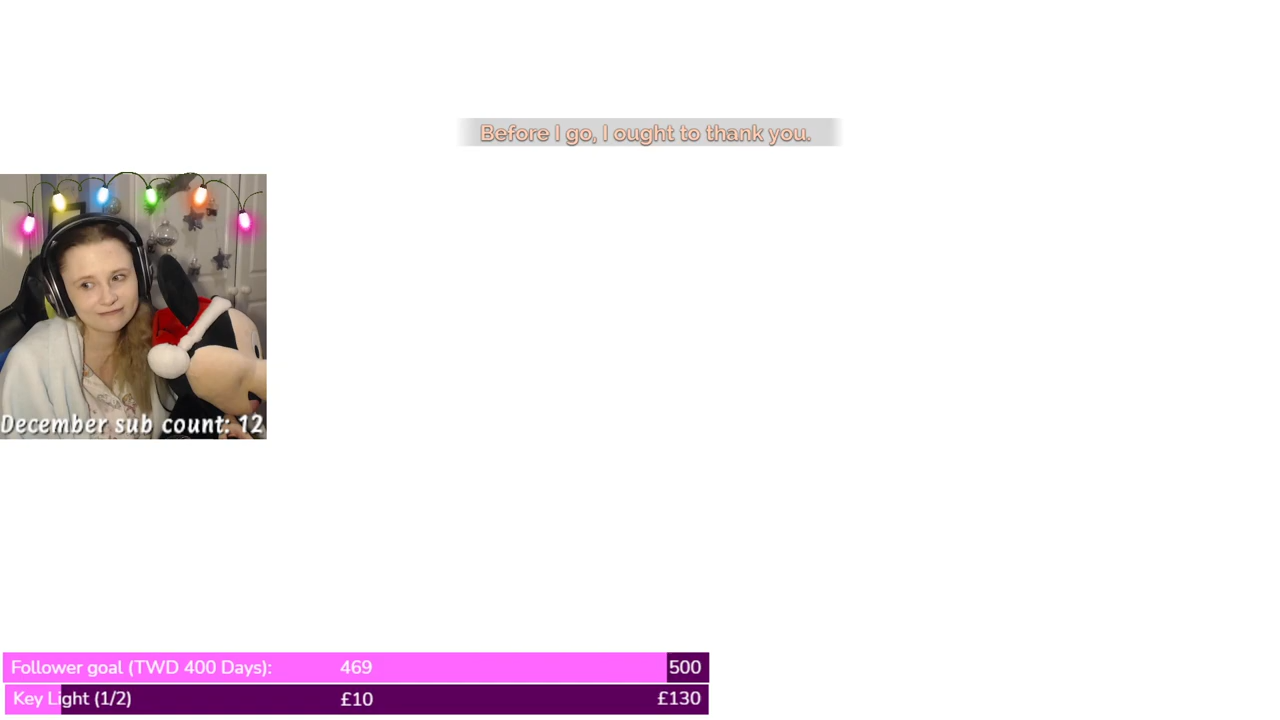 Before I go, I ought to thank you.
December sub count: 12
Follower goal (TWD 400 Days): 469 500
Key Light (1/2) £10 £130